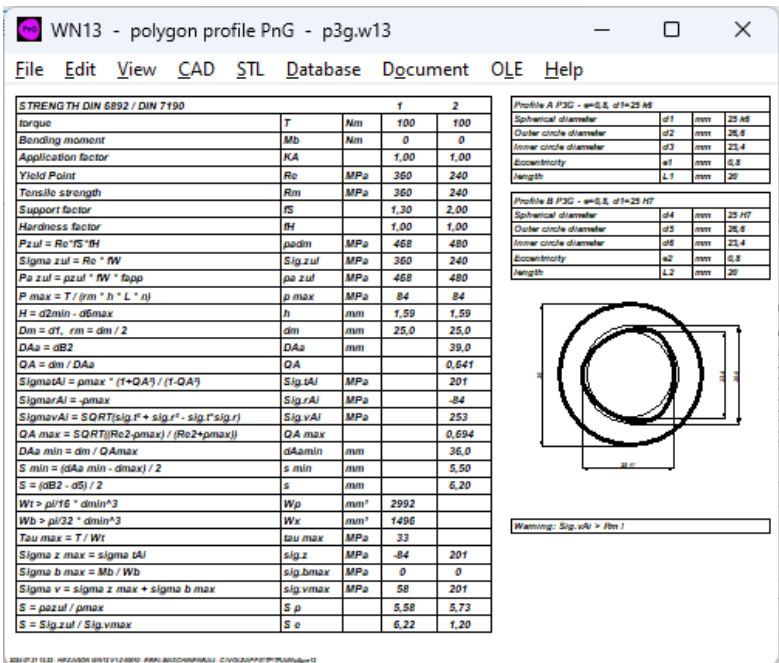 PnG WN13 - polygon profile PnG - p3g.w13
File Edit View CAD STL Database Document OLE Help
STRENGTH DIN 6892 / DIN 7190 1 2
torque T Nm 100 100
Bending moment Mb Nm 0 0
Application factor KA 1,00 1,00
Yield Point Re MPa 360 240
Tensile strength Rm MPa 360 240
Support factor fS 1,30 2,00
Hardness factor fH 1,00 1,00
Pzul = Re*fS*fH padm MPa 468 480
Sigma zul = Re * fW Sig.zul MPa 360 240
Pa zul = pzul * fW * fapp pa zul MPa 468 480
P max = T / (rm * h * L * n) p max MPa 84 84
H = d2min - d6max h mm 1,59 1,59
Dm = d1, rm = dm / 2 dm mm 25,0 25,0
DAa = dB2 DAa mm 39,0
QA = dm / DAa QA 0,641
SigmatAi = pmax * (1+QA²) / (1-QA²) Sig.tAi MPa 201
SigmarAi = -pmax Sig.rAi MPa -84
SigmavAi = SQRT(sig.t² + sig.r² - sig.t*sig.r) Sig.vAi MPa 253
QA max = SQRT((Re2-pmax) / (Re2+pmax)) QA max 0,694
DAa min = dm / QAmax dAamin mm 36,0
S min = (dAa min - dmax) / 2 s min mm 5,50
S = (dB2 - d5) / 2 s mm 6,20
Wt > pi/16 * dmin^3 Wp mm³ 2992
Wb > pi/32 * dmin^3 Wx mm³ 1496
Tau max = T / Wt tau max MPa 33
Sigma z max = sigma tAi sig.z MPa -84 201
Sigma b max = Mb / Wb sig.bmax MPa 0 0
Sigma v = sigma z max + sigma b max sig.vmax MPa 58 201
S = pazul / pmax S p 5,58 5,73
S = Sig.zul / Sig.vmax S e 6,22 1,20
Profile A P3G - e=0,8, d1=25 k6
Spherical diameter d1 mm 25 k6
Outer circle diameter d2 mm 26,6
Inner circle diameter d3 mm 23,4
Eccentricity e1 mm 0,8
length L1 mm 20
Profile B P3G - e=0,8, d1=25 H7
Spherical diameter d4 mm 25 H7
Outer circle diameter d5 mm 26,6
Inner circle diameter d6 mm 23,4
Eccentricity e2 mm 0,8
length L2 mm 20
Warning: Sig.vAi > Rm !